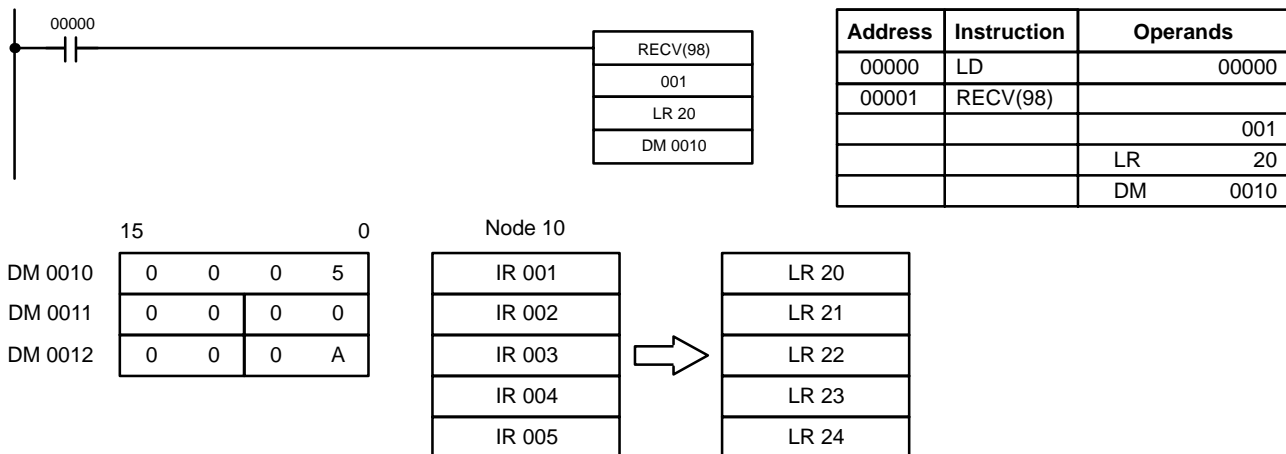 00000
RECV(98)
001
LR 20
DM 0010
Address Instruction Operands
00000 LD 00000
00001 RECV(98)
001
LR 20
DM 0010
15 0
DM 0010 0 0 0 5
DM 0011 0 0 0 0
DM 0012 0 0 0 A
Node 10
IR 001
IR 002
IR 003
IR 004
IR 005
LR 20
LR 21
LR 22
LR 23
LR 24